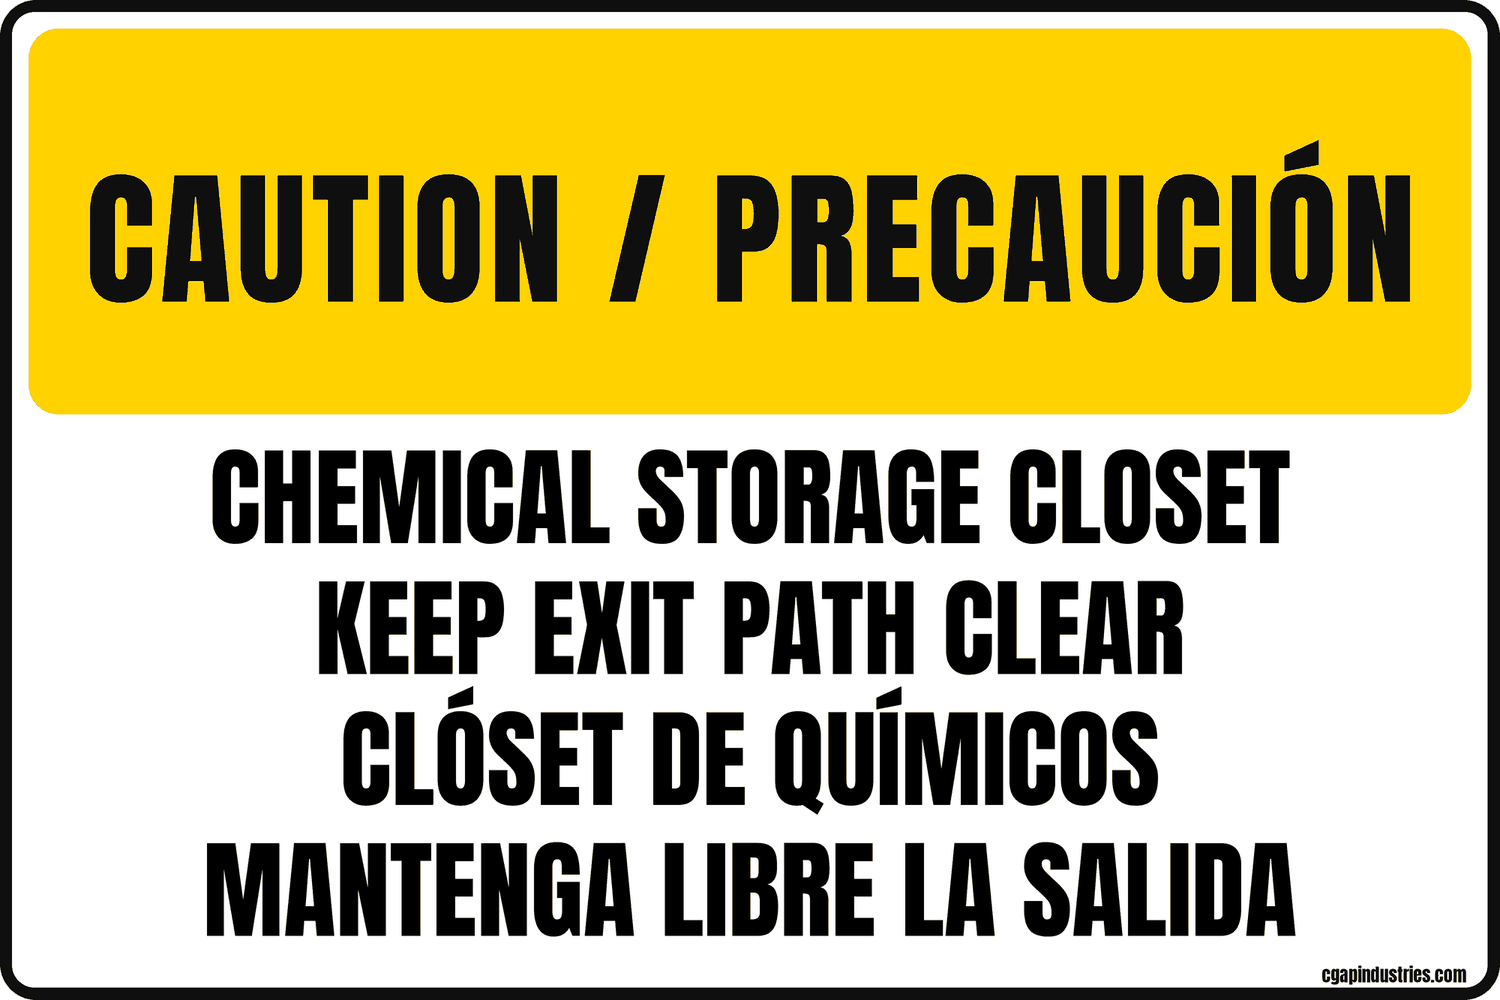 CAUTION / PRECAUCIÓN
CHEMICAL STORAGE CLOSET
KEEP EXIT PATH CLEAR
CLÓSET DE QUÍMICOS
MANTENGA LIBRE LA SALIDA
cgapindustries.com